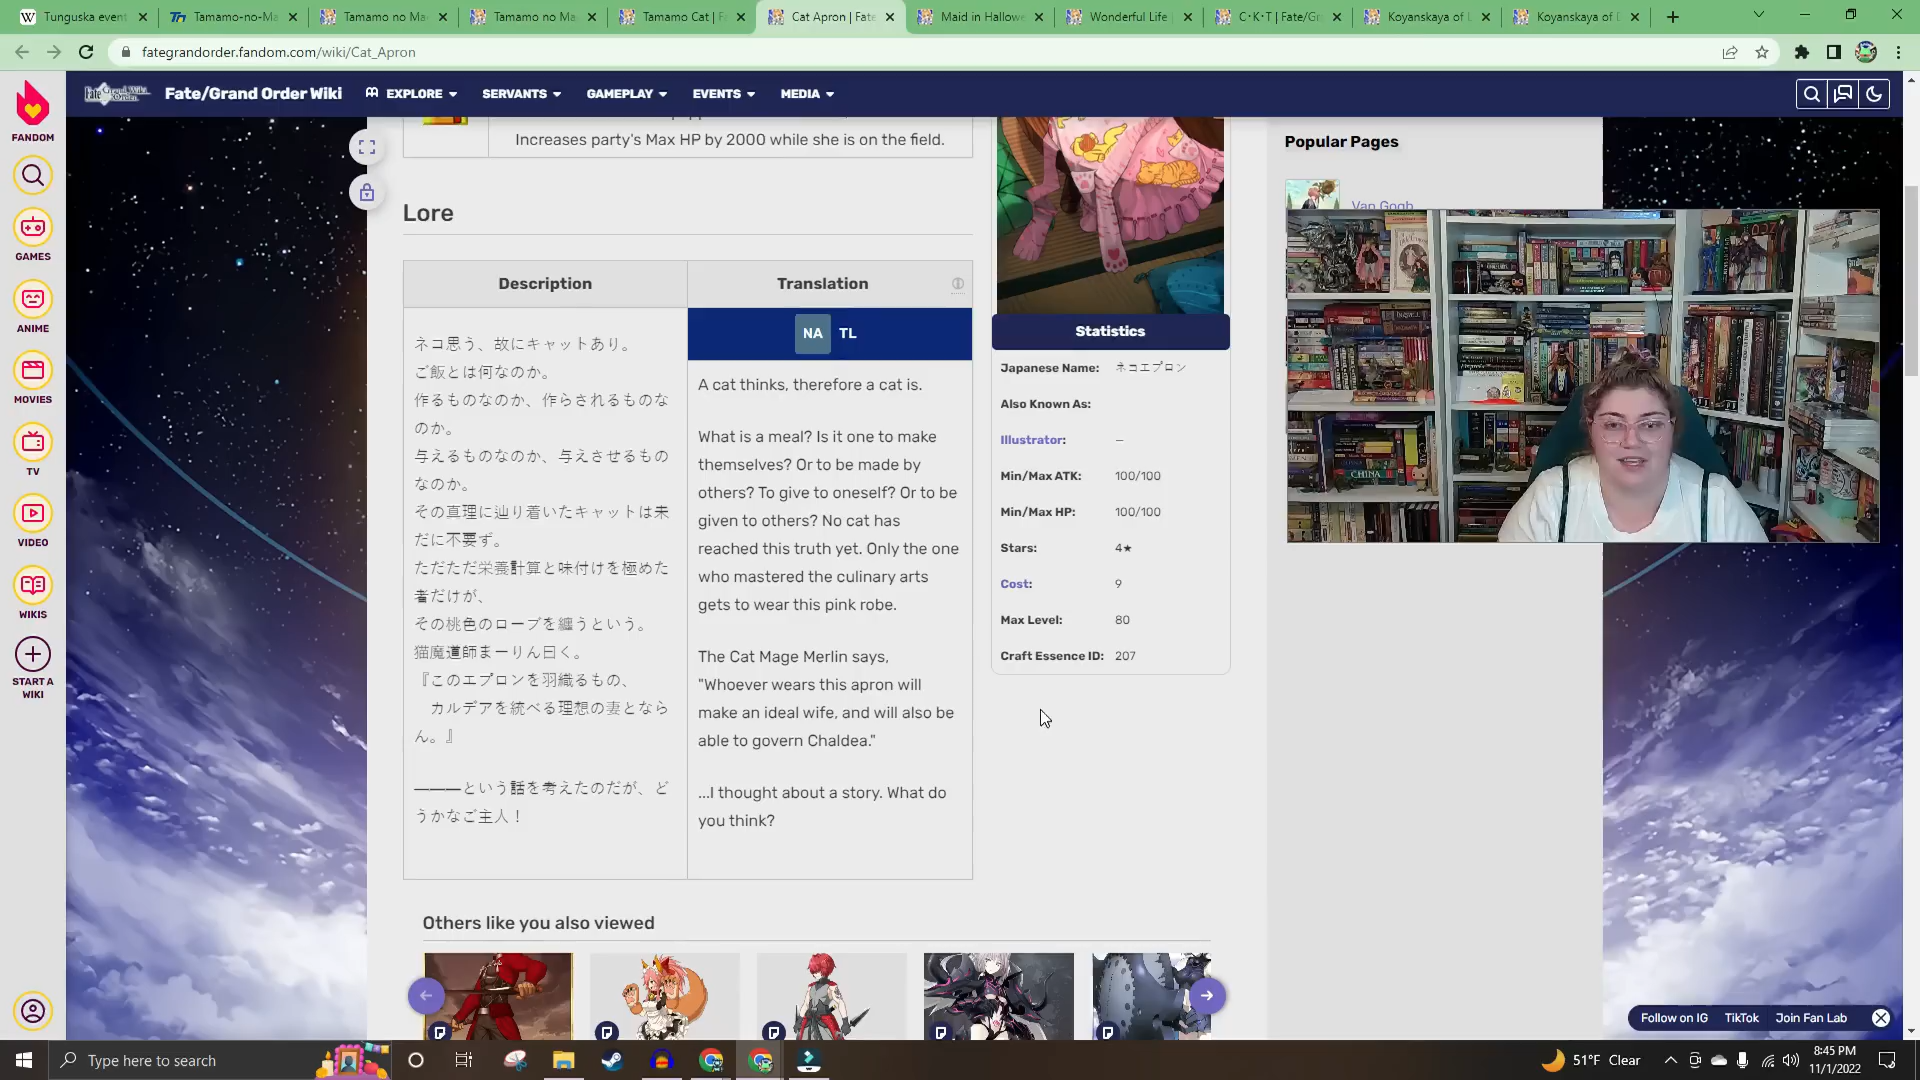 Tunguska event
Tamamo-no-Ma
Tamamo no Ma
Tamamo no Ma
Tamamo Cat | F
Cat Apron | Fate
Maid in Hallowe
Wonderful Life
C・K・T | Fate/Gr
Koyanskaya of
Koyanskaya of
fategrandorder.fandom.com/wiki/Cat_Apron
Fate/Grand Order Wiki
EXPLORE
SERVANTS
GAMEPLAY
EVENTS
MEDIA
FANDOM
GAMES
ANIME
MOVIES
TV
VIDEO
WIKIS
START A
WIKI
Increases party's Max HP by 2000 while she is on the field.
Lore
Description
Translation
NA TL
ネコ思う、故にキャットあり。
ご飯とは何なのか。
作るものなのか、作らされるものな
のか。
与えるものなのか、与えさせるもの
なのか。
その真理に辿り着いたキャットは未
だに不要ず。
ただただ栄養計算と味付けを極めた
者だけが、
その桃色のローブを纏うという。
猫魔道師まーりん曰く。
『このエプロンを羽織るもの、
カルデアを統べる理想の妻となら
ん。』
———という話を考えたのだが、ど
うかなご主人！
A cat thinks, therefore a cat is.
What is a meal? Is it one to make
themselves? Or to be made by
others? To give to oneself? Or to be
given to others? No cat has
reached this truth yet. Only the one
who mastered the culinary arts
gets to wear this pink robe.
The Cat Mage Merlin says,
"Whoever wears this apron will
make an ideal wife, and will also be
able to govern Chaldea."
...I thought about a story. What do
you think?
Statistics
Japanese Name: ネコエプロン
Also Known As:
Illustrator: –
Min/Max ATK: 100/100
Min/Max HP: 100/100
Stars: 4★
Cost: 9
Max Level: 80
Craft Essence ID: 207
Popular Pages
Van Gogh
CHINA
Others like you also viewed
Follow on IG
TikTok
Join Fan Lab
Type here to search
51°F Clear
8:45 PM
11/1/2022